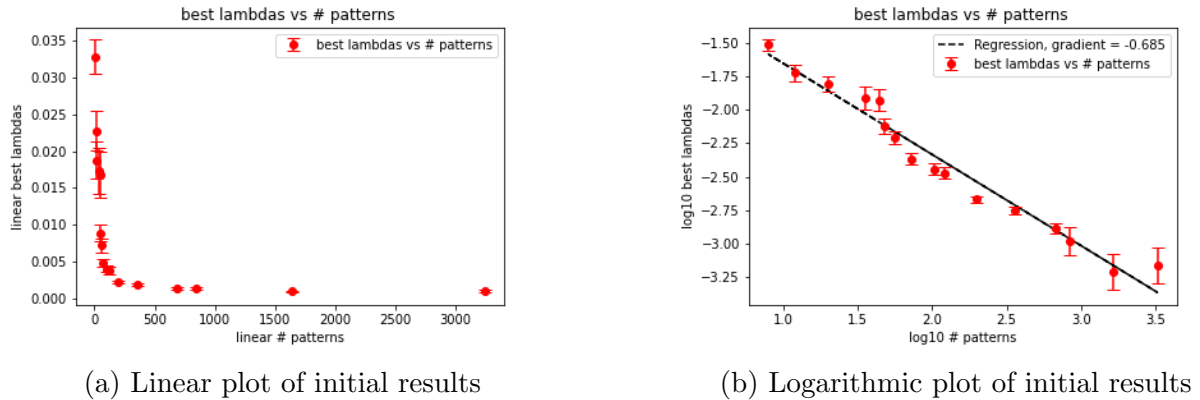 best lambdas vs # patterns
best lambdas vs # patterns
0.035
0.030
0.025
0.020
0.015
0.010
0.005
0.000
linear best lambdas
0 500 1000 1500 2000 2500 3000
linear # patterns
(a) Linear plot of initial results
best lambdas vs # patterns
Regression, gradient = -0.685
best lambdas vs # patterns
−1.50
−1.75
−2.00
−2.25
−2.50
−2.75
−3.00
−3.25
log10 best lambdas
1.0 1.5 2.0 2.5 3.0 3.5
log10 # patterns
(b) Logarithmic plot of initial results